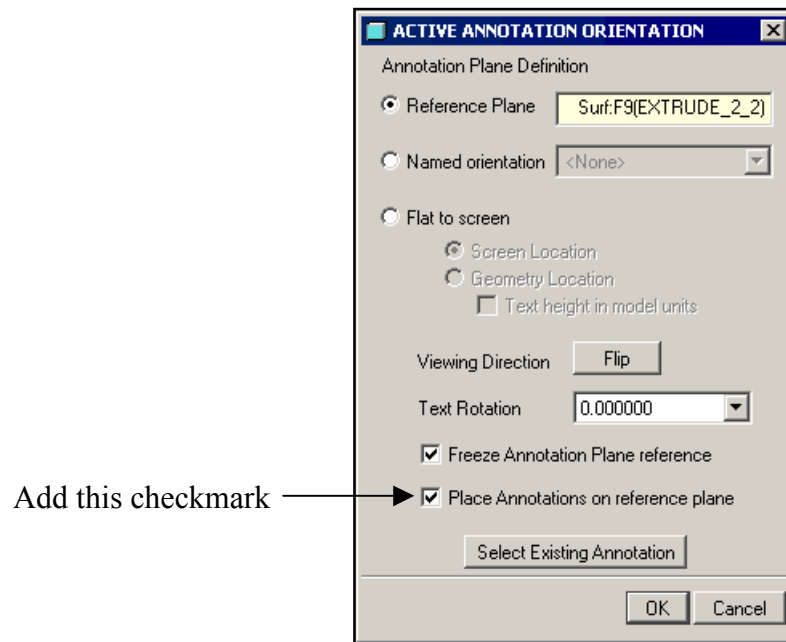 ACTIVE ANNOTATION ORIENTATION
Annotation Plane Definition
Reference Plane Surf:F9(EXTRUDE_2_2)
Named orientation <None>
Flat to screen
Screen Location
Geometry Location
Text height in model units
Viewing Direction Flip
Text Rotation 0.000000
Freeze Annotation Plane reference
Add this checkmark Place Annotations on reference plane
Select Existing Annotation
OK Cancel